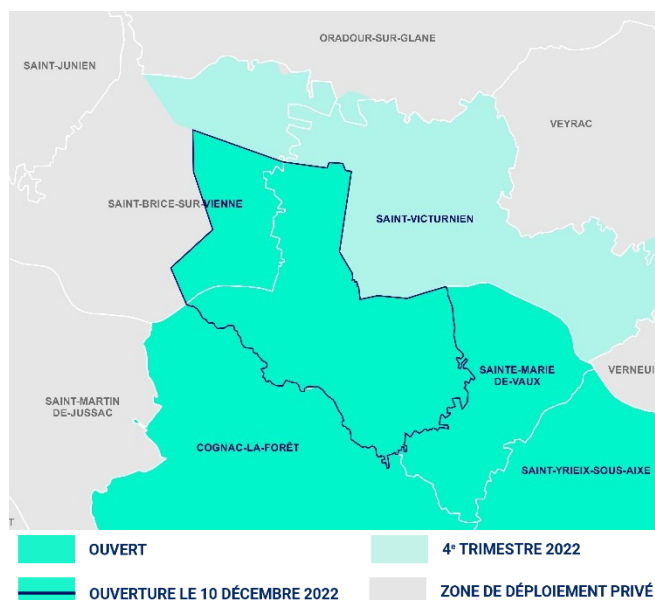 ORADOUR-SUR-GLANE
SAINT-JUNIEN
VEYRAC
SAINT-BRICE-SUR-VIENNE
SAINT-VICTURNIEN
SAINTE-MARIE
DE-VAUX
VERNEUI
SAINT-MARTIN
DE-JUSSAC
COGNAC-LA-FORÊT
SAINT-YRIEIX-SOUS-AIXE
T
OUVERT
4e TRIMESTRE 2022
OUVERTURE LE 10 DÉCEMBRE 2022
ZONE DE DÉPLOIEMENT PRIVÉ